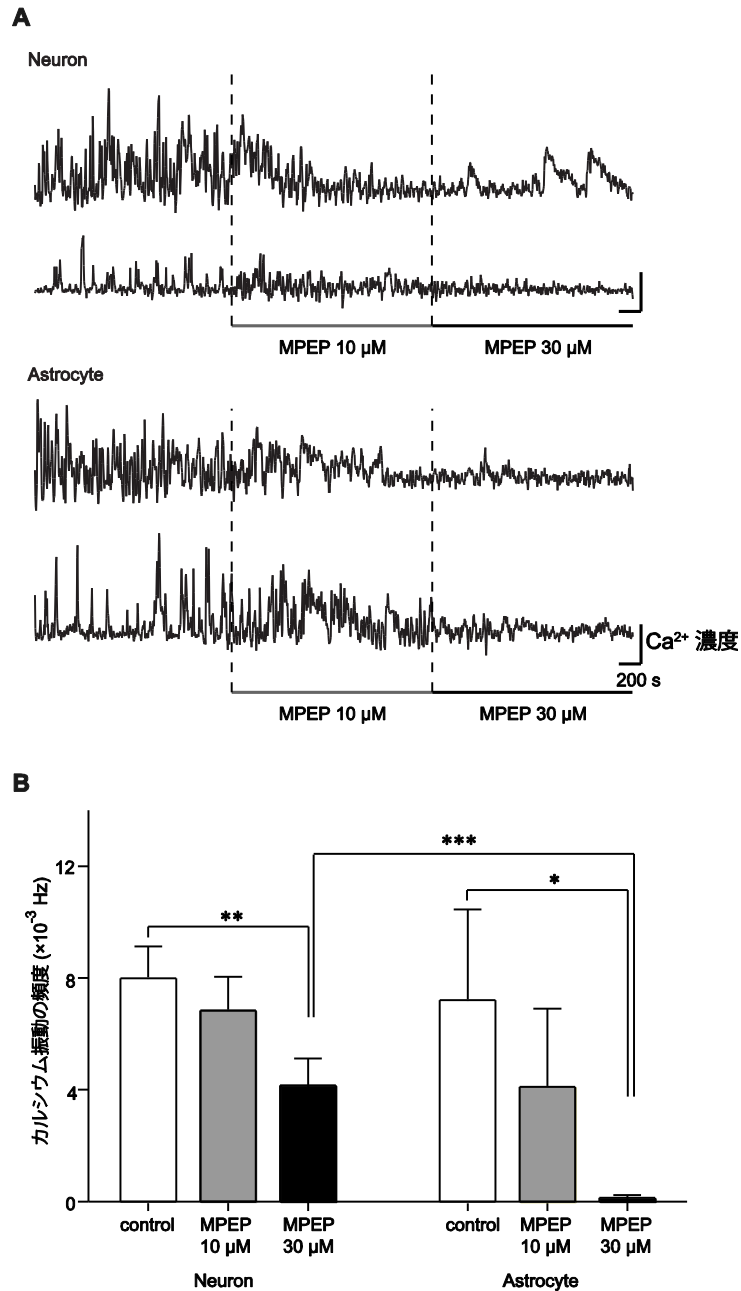 A
Neuron
MPEP 10 μM MPEP 30 μM
Astrocyte
Ca²⁺ 濃度
200 s
MPEP 10 μM MPEP 30 μM
B
カルシウム振動の頻度 (×10⁻³ Hz)
***
12
*
**
8
4
0
control MPEP MPEP control MPEP MPEP
10 μM 30 μM 10 μM 30 μM
Neuron Astrocyte